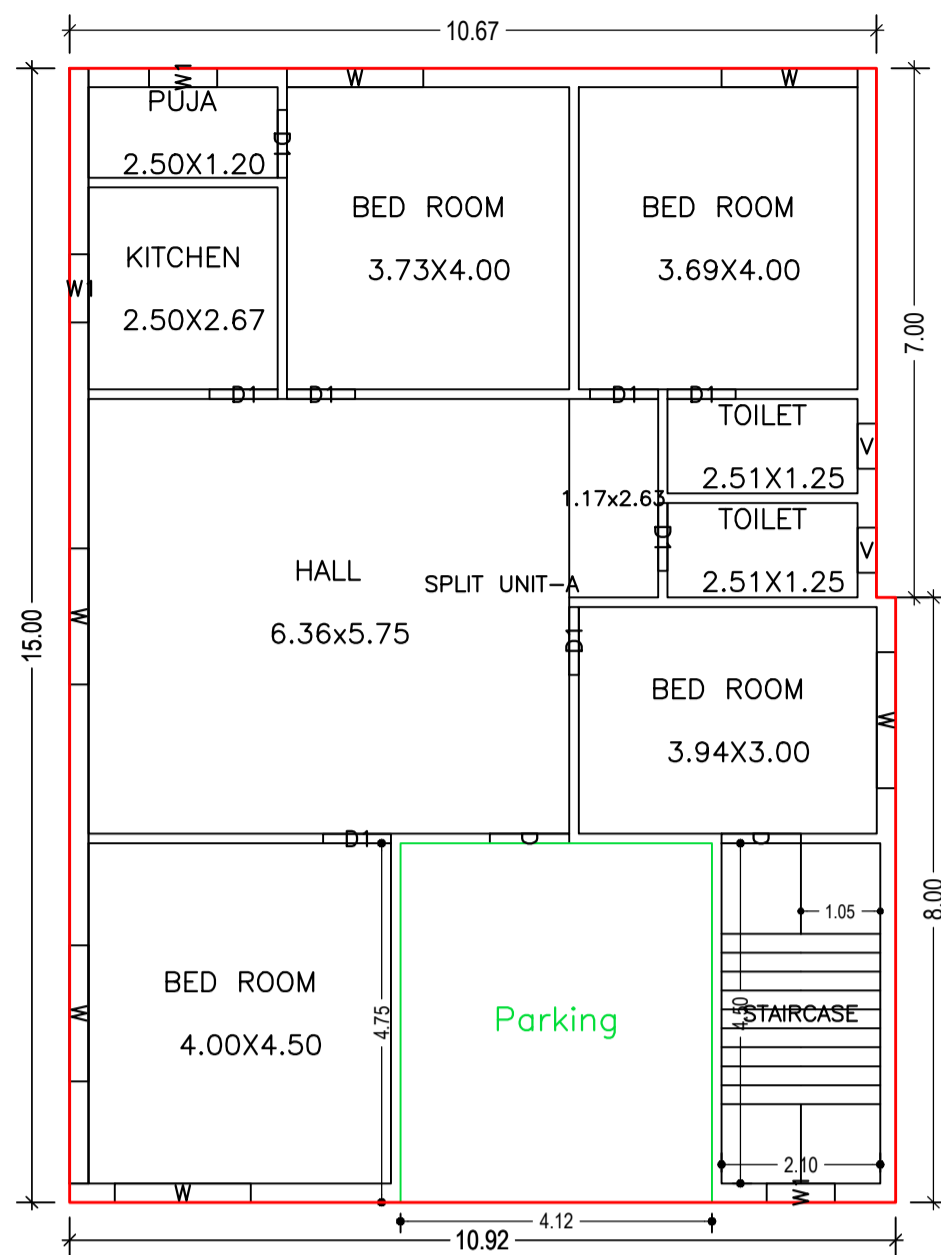 10.67
W1
W
W
PUJA
2.50X1.20
D1
BED ROOM
3.73X4.00
BED ROOM
3.69X4.00
KITCHEN
2.50X2.67
W1
7.00
D1
D1
D1
D1
TOILET
2.51X1.25
V
1.17x2.63
TOILET
2.51X1.25
V
D1
HALL
6.36x5.75
SPLIT UNIT-A
W
15.00
D1
BED ROOM
3.94X3.00
W
D1
D
D
8.00
1.05
BED ROOM
4.00X4.50
W
4.75
Parking
4.50
STAIRCASE
2.10
W
W1
4.12
10.92